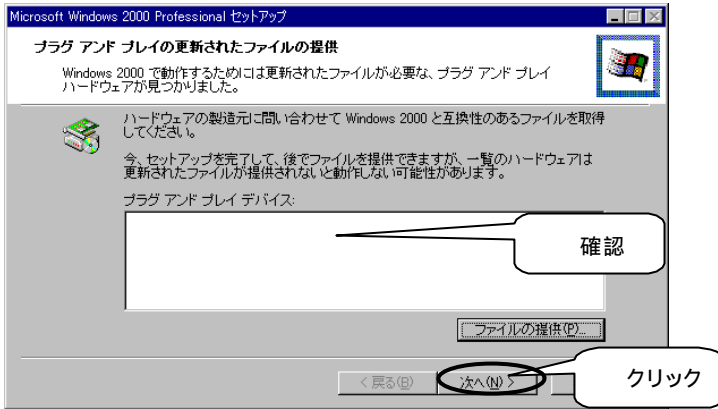 Microsoft Windows 2000 Professional セットアップ
プラグ アンド プレイの更新されたファイルの提供
Windows 2000 で動作するためには更新されたファイルが必要な、プラグ アンド プレイ
ハードウェアが見つかりました。
ハードウェアの製造元に問い合わせて Windows 2000 と互換性のあるファイルを取得
してください。
今、セットアップを完了して、後でファイルを提供できますが、一覧のハードウェアは
更新されたファイルが提供されないと動作しない可能性があります。
プラグ アンド プレイ デバイス:
確認
ファイルの提供(P)...
< 戻る(B)
次へ(N) >
クリック